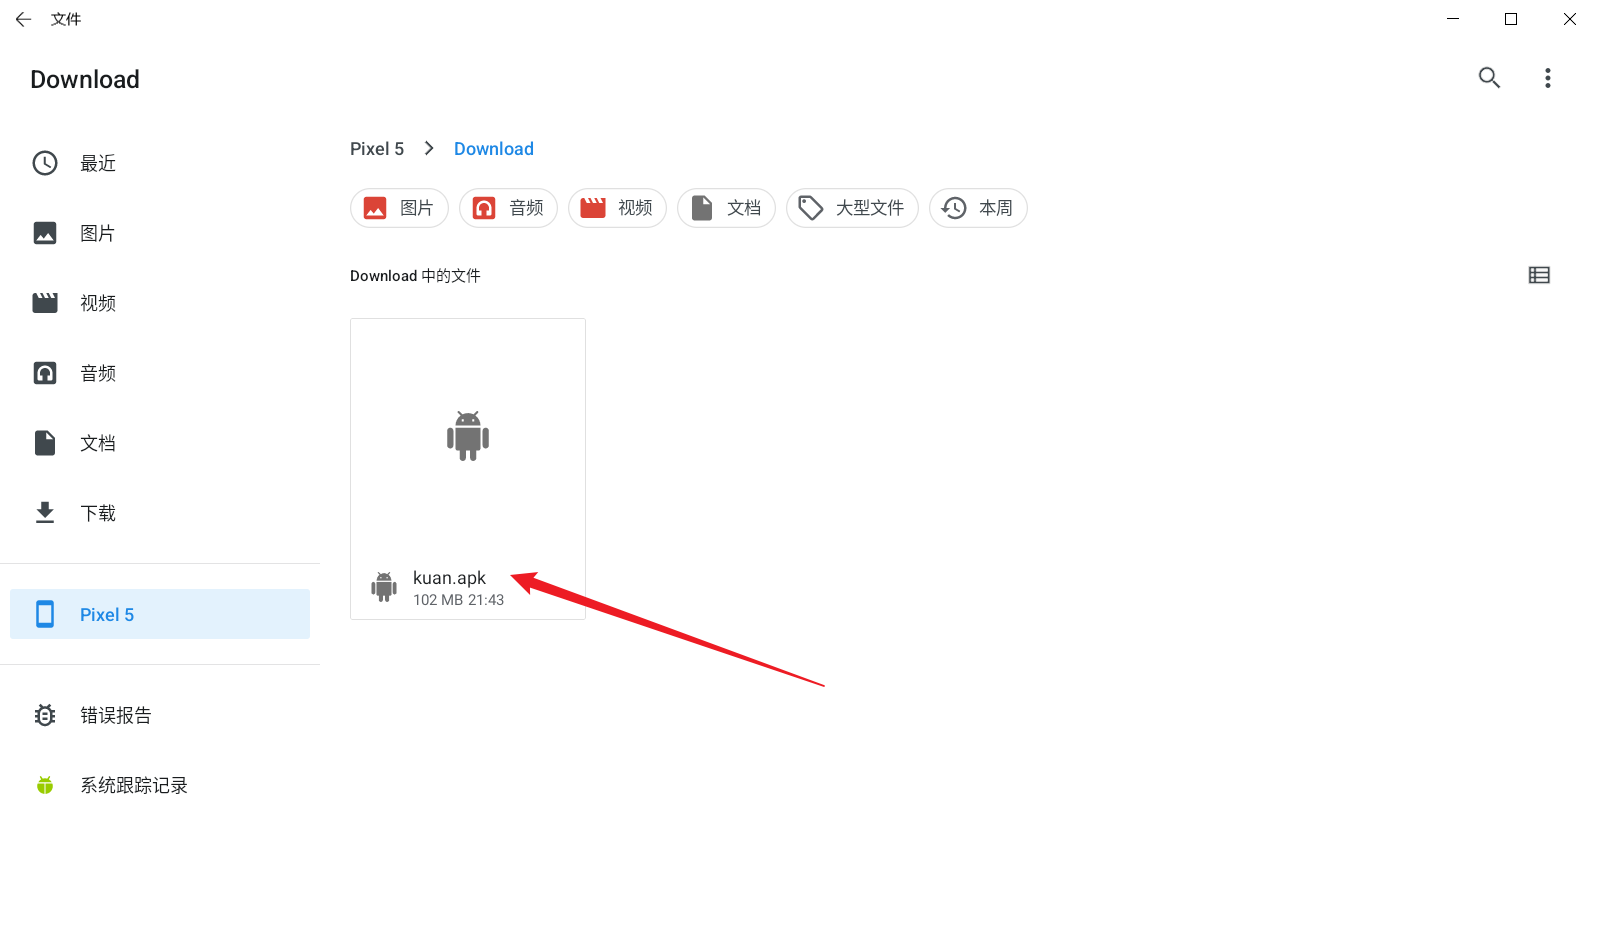 文件
Download
最近
图片
视频
音频
文档
下载
Pixel 5
错误报告
系统跟踪记录
Pixel 5 Download
图片 音频 视频 文档 大型文件 本周
Download 中的文件
kuan.apk
102 MB 21:43